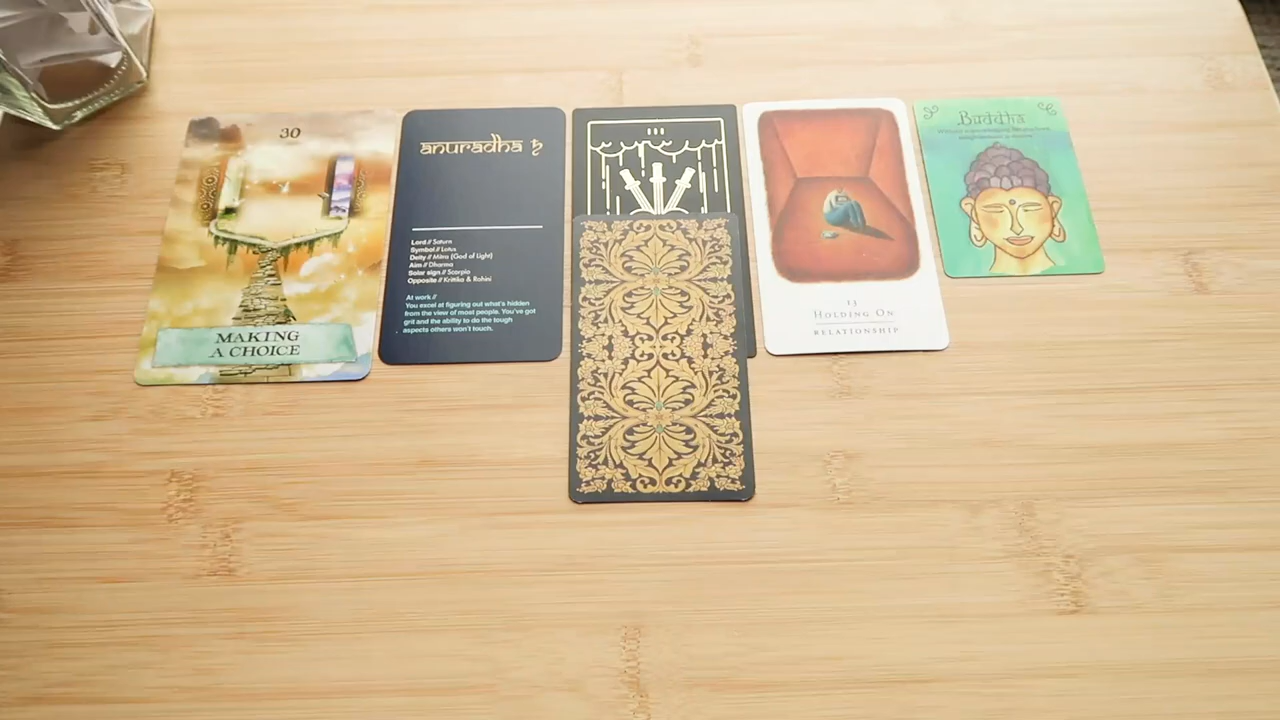 30
MAKING
A CHOICE
anuradha ♄
Lord // Saturn
Symbol // Lotus
Deity // Mitra (God of Light)
Aim // Dharma
Solar sign // Scorpio
Opposite // Krittika & Rohini
At work //
You excel at figuring out what's hidden
from the view of most people. You've got
grit and the ability to do the tough
aspects others won't touch.
III
13
HOLDING ON
RELATIONSHIP
Buddha